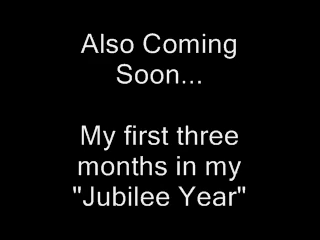 Also Coming
Soon...
My first three
months in my
"Jubilee Year"